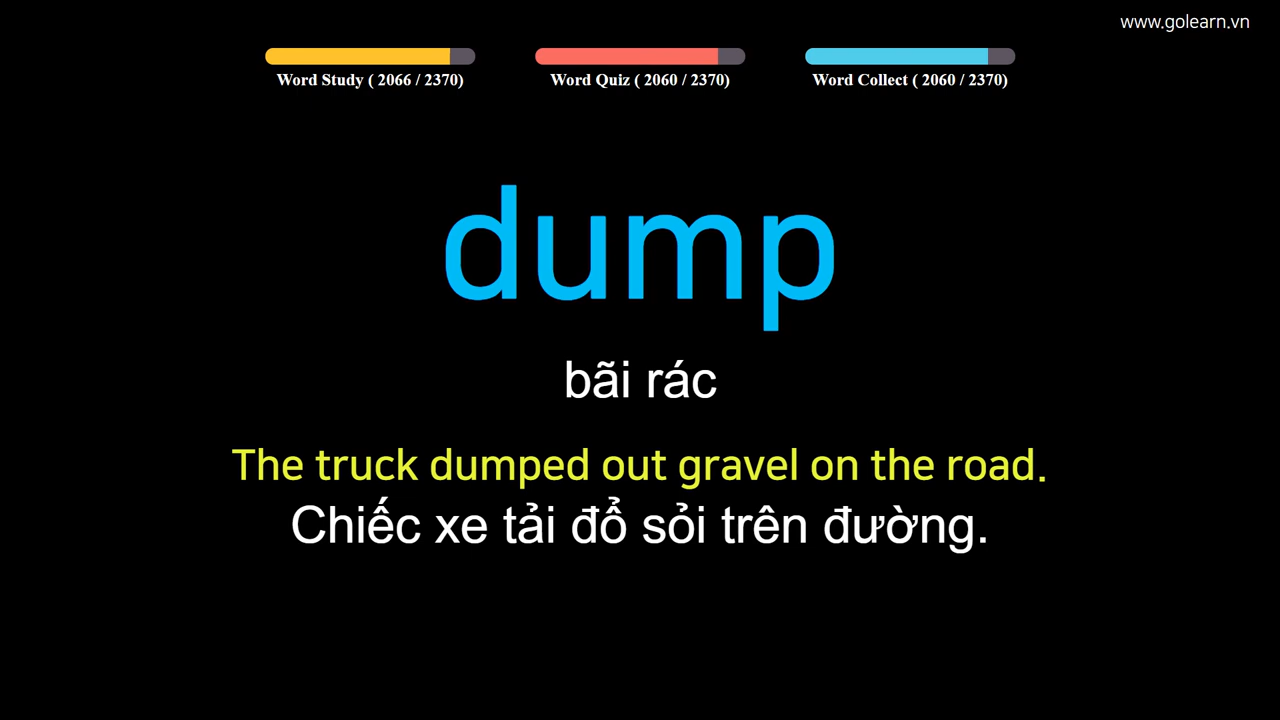 www.golearn.vn
Word Study ( 2066 / 2370)
Word Quiz ( 2060 / 2370)
Word Collect ( 2060 / 2370)
dump
bãi rác
The truck dumped out gravel on the road.
Chiếc xe tải đổ sỏi trên đường.